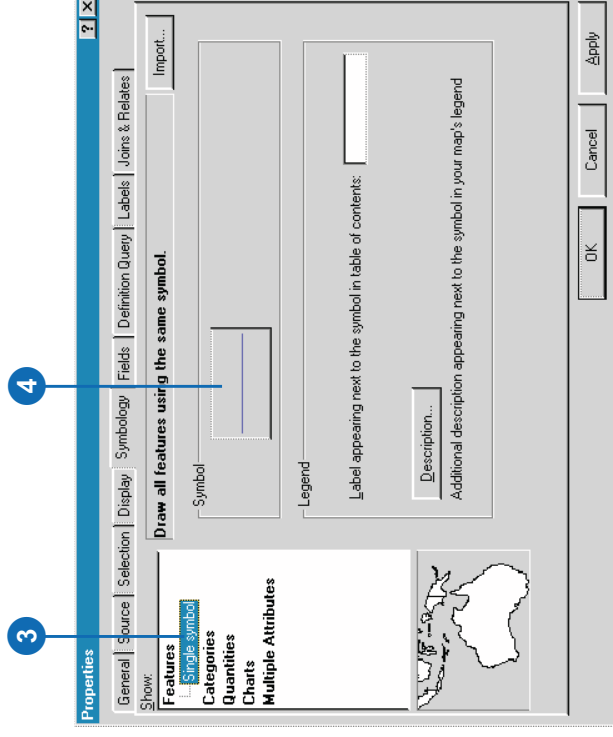 Properties ? X
General Source Selection Display Symbology Fields Definition Query Labels Joins & Relates
Show:
Features
Single symbol
Categories
Quantities
Charts
Multiple Attributes
Draw all features using the same symbol.
Import...
Symbol
Legend
Label appearing next to the symbol in table of contents:
Description...
Additional description appearing next to the symbol in your map's legend
OK Cancel Apply
3
4